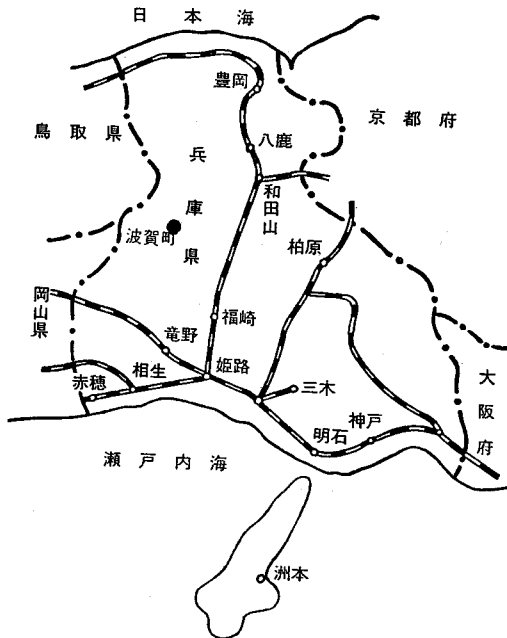 日本海
豊岡
鳥取県
京都府
八鹿
兵庫県
和田山
波賀町
柏原
岡山県
福崎
竜野
姫路
相生
赤穂
三木
大阪府
神戸
明石
瀬戸内海
洲本